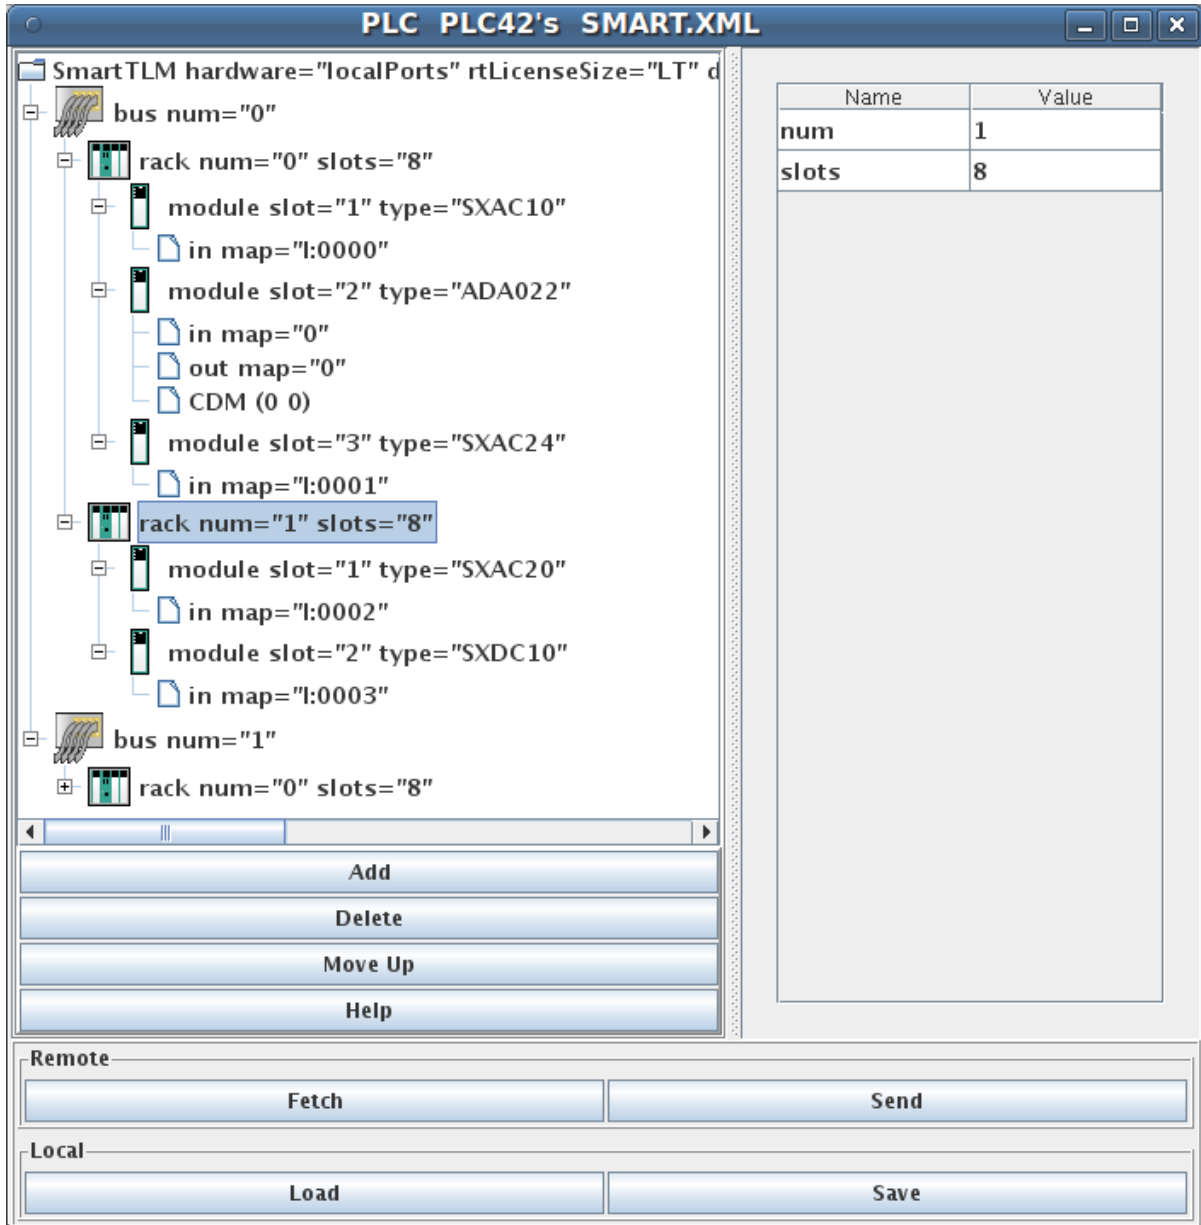 PLC PLC42's SMART.XML
SmartTLM hardware="localPorts" rtLicenseSize="LT" d
bus num="0"
rack num="0" slots="8"
module slot="1" type="SXAC10"
in map="I:0000"
module slot="2" type="ADA022"
in map="0"
out map="0"
CDM (0 0)
module slot="3" type="SXAC24"
in map="I:0001"
rack num="1" slots="8"
module slot="1" type="SXAC20"
in map="I:0002"
module slot="2" type="SXDC10"
in map="I:0003"
bus num="1"
rack num="0" slots="8"
Add
Delete
Move Up
Help
Name Value
num 1
slots 8
Remote
Fetch Send
Local
Load Save